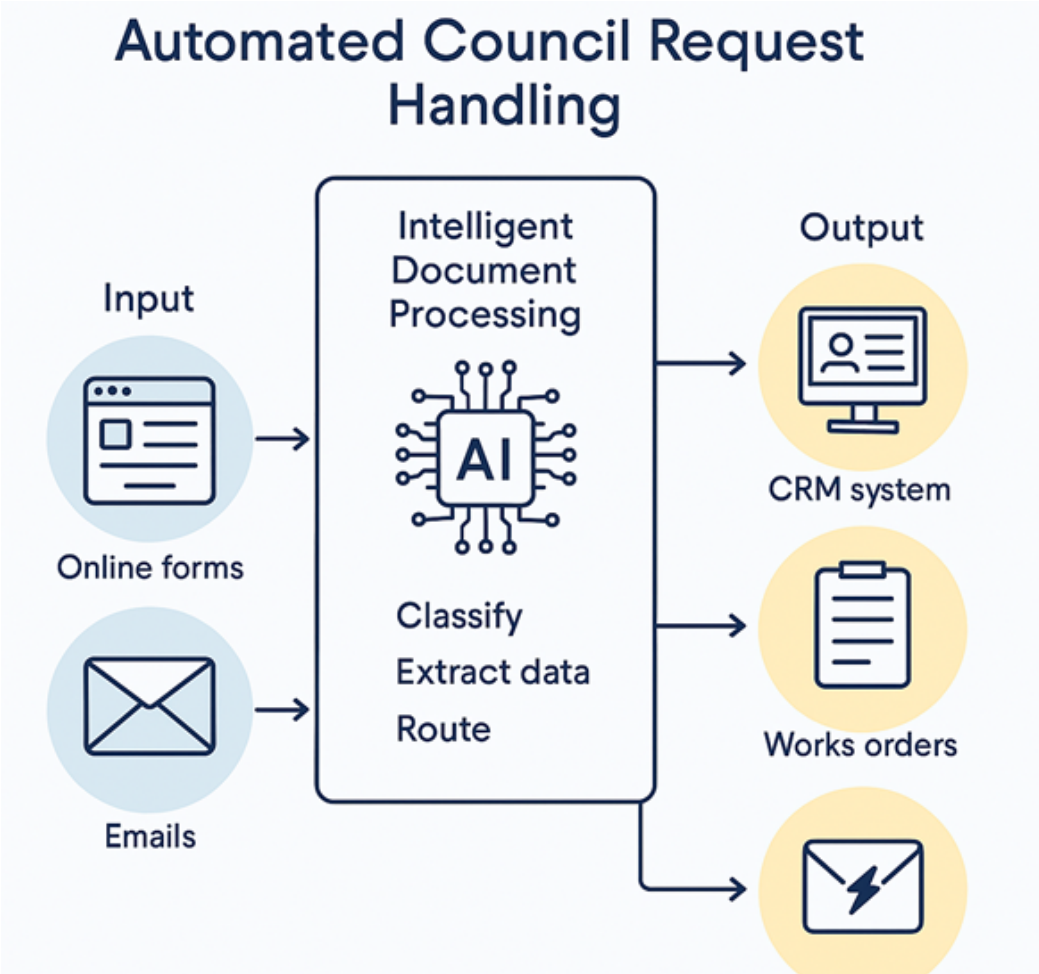 Automated Council Request
Handling
Input
Online forms
Emails
Intelligent
Document
Processing
AI
Classify
Extract data
Route
Output
CRM system
Works orders